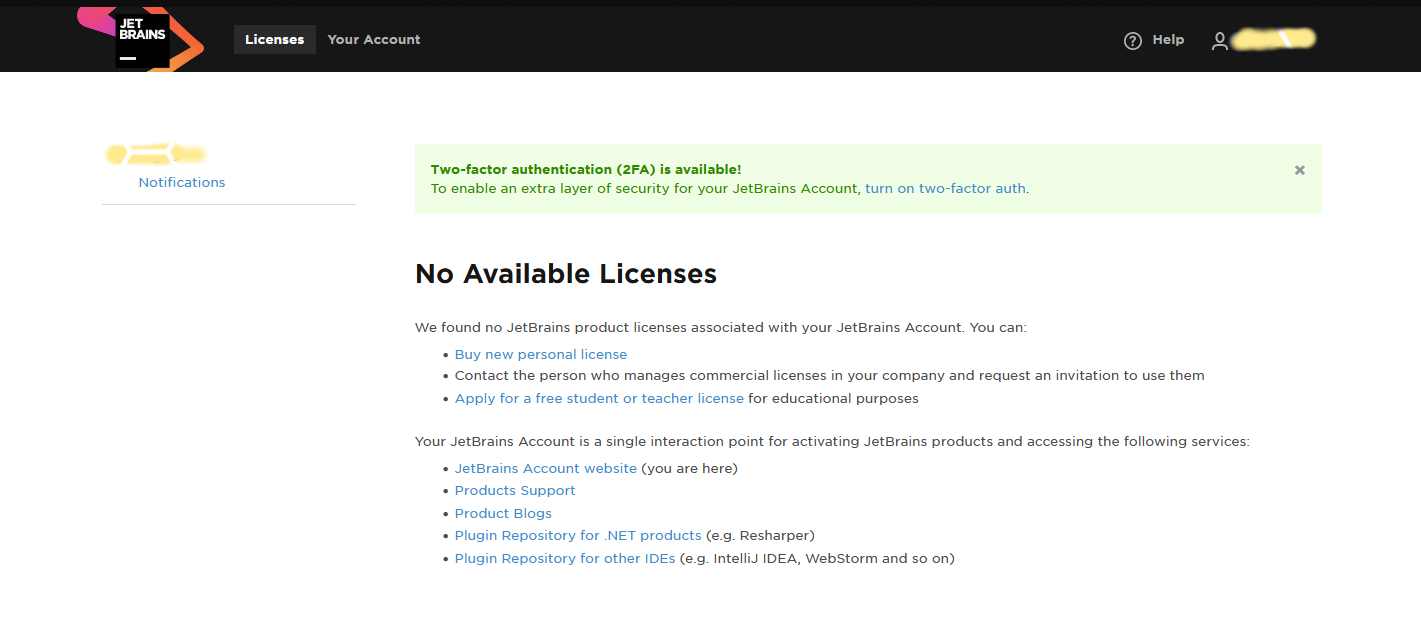 JET
BRAINS
Licenses
Your Account
Help
Notifications
Two-factor authentication (2FA) is available!
To enable an extra layer of security for your JetBrains Account, turn on two-factor auth.
No Available Licenses
We found no JetBrains product licenses associated with your JetBrains Account. You can:
• Buy new personal license
• Contact the person who manages commercial licenses in your company and request an invitation to use them
• Apply for a free student or teacher license for educational purposes
Your JetBrains Account is a single interaction point for activating JetBrains products and accessing the following services:
• JetBrains Account website (you are here)
• Products Support
• Product Blogs
• Plugin Repository for .NET products (e.g. Resharper)
• Plugin Repository for other IDEs (e.g. IntelliJ IDEA, WebStorm and so on)